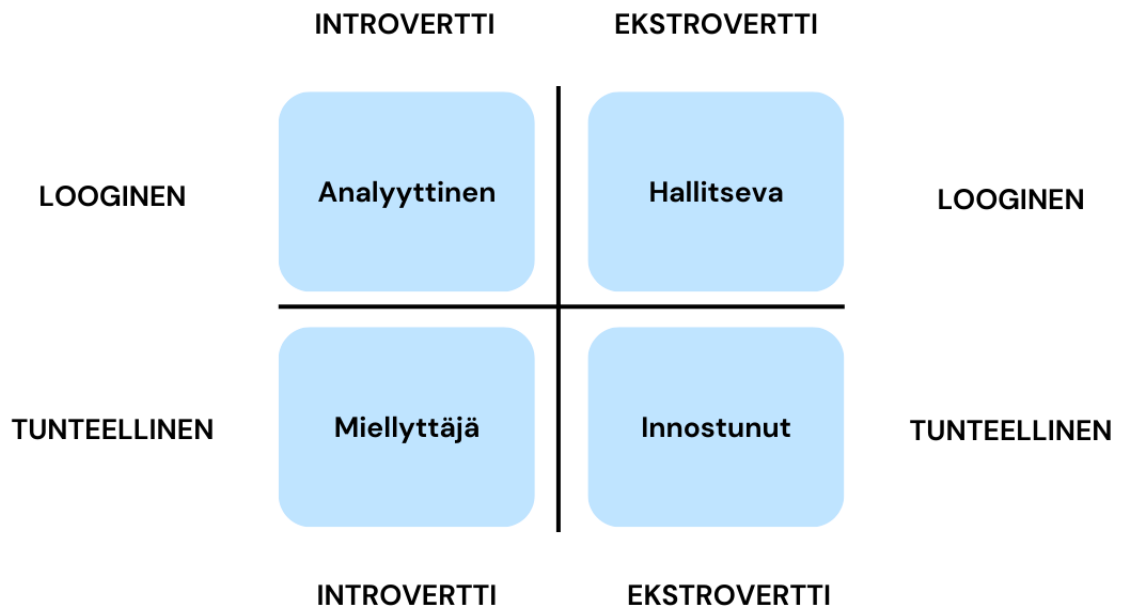 INTROVERTTI EKSTROVERTTI
LOOGINEN Analyyttinen Hallitseva LOOGINEN
TUNTEELLINEN Miellyttäjä Innostunut TUNTEELLINEN
INTROVERTTI EKSTROVERTTI